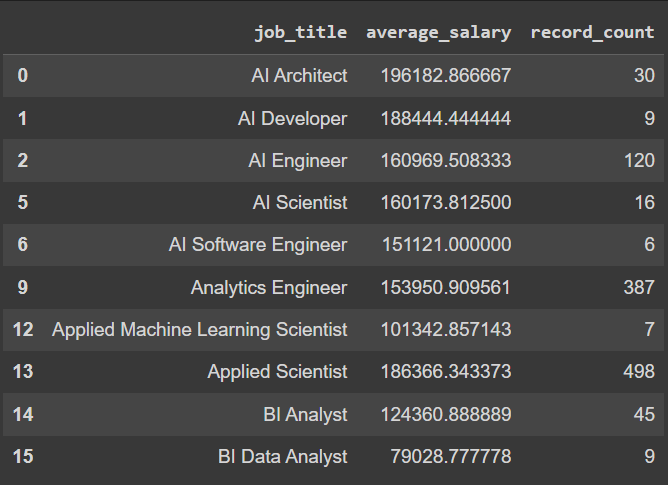 job_title average_salary record_count
0 AI Architect 196182.866667 30
1 AI Developer 188444.444444 9
2 AI Engineer 160969.508333 120
5 AI Scientist 160173.812500 16
6 AI Software Engineer 151121.000000 6
9 Analytics Engineer 153950.909561 387
12 Applied Machine Learning Scientist 101342.857143 7
13 Applied Scientist 186366.343373 498
14 BI Analyst 124360.888889 45
15 BI Data Analyst 79028.777778 9